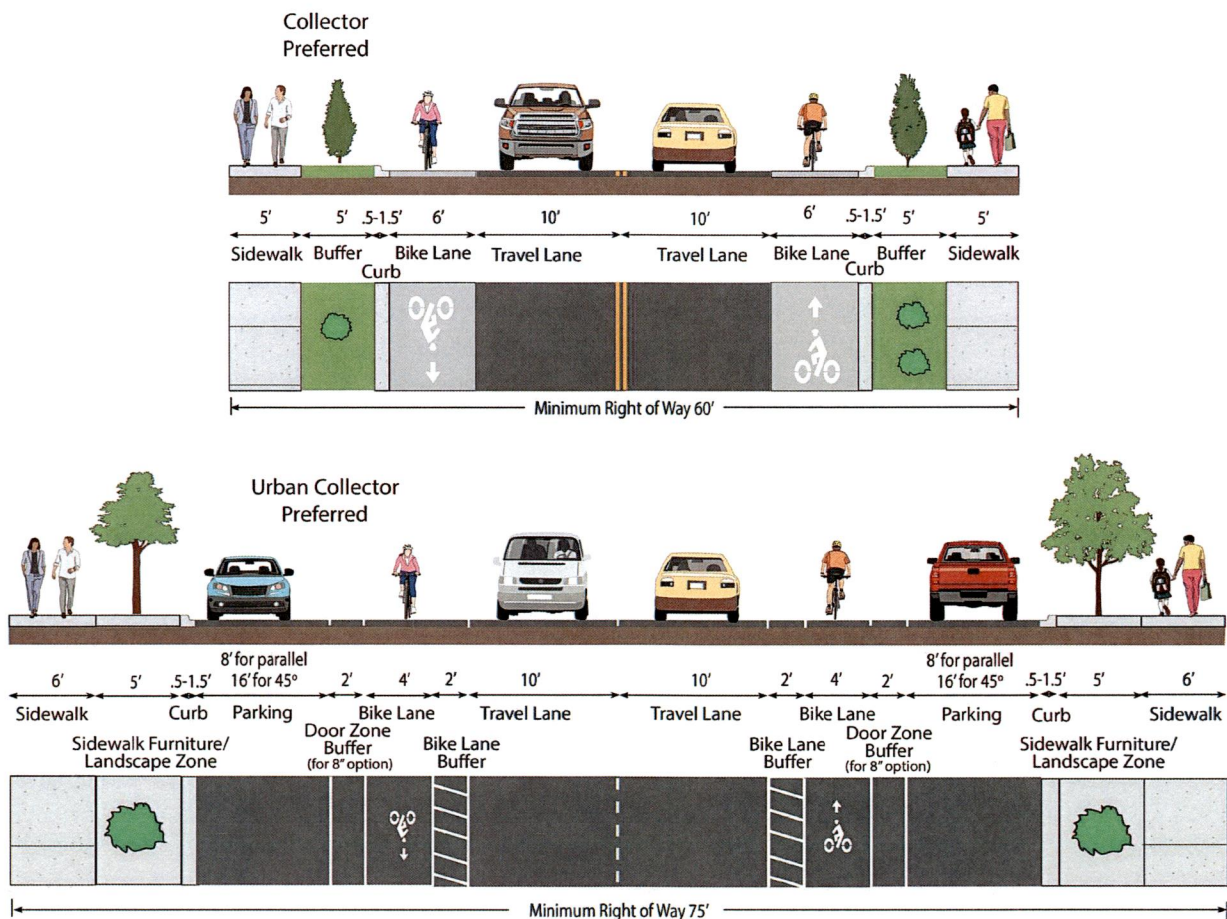 Collector
Preferred
5' 5' .5-1.5' 6' 10' 10' 6' .5-1.5' 5' 5'
Sidewalk Buffer Bike Lane Travel Lane Travel Lane Bike Lane Buffer Sidewalk
Curb Curb
Minimum Right of Way 60'
Urban Collector
Preferred
8' for parallel 8' for parallel
6' 5' .5-1.5' 16' for 45º 2' 4' 2' 10' 10' 2' 4' 2' 16' for 45º .5-1.5' 5' 6'
Sidewalk Curb Parking Bike Lane Travel Lane Travel Lane Bike Lane Parking Curb Sidewalk
Sidewalk Furniture/
Landscape Zone
Door Zone
Buffer
(for 8" option)
Bike Lane
Buffer
Bike Lane
Buffer
Door Zone
Buffer
(for 8" option)
Sidewalk Furniture/
Landscape Zone
Minimum Right of Way 75'